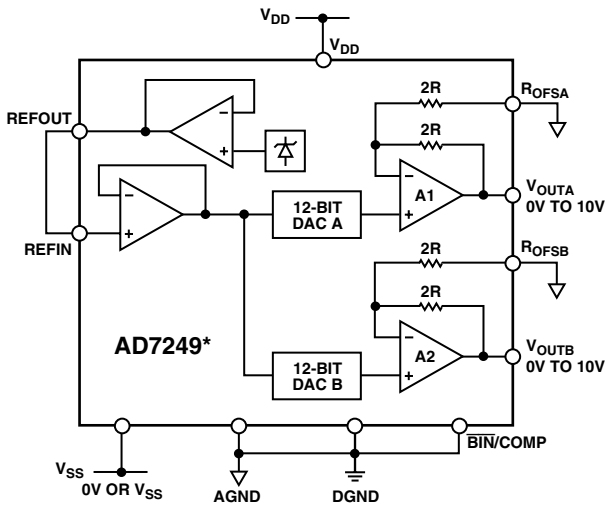 VDD
VDD
REFOUT
REFIN
2R
2R
ROFSA
A1
VOUTA
0V TO 10V
12-BIT
DAC A
2R
2R
ROFSB
A2
VOUTB
0V TO 10V
AD7249*
12-BIT
DAC B
BIN/COMP
VSS
0V OR VSS
AGND
DGND
−
+
−
+
−
+
−
+